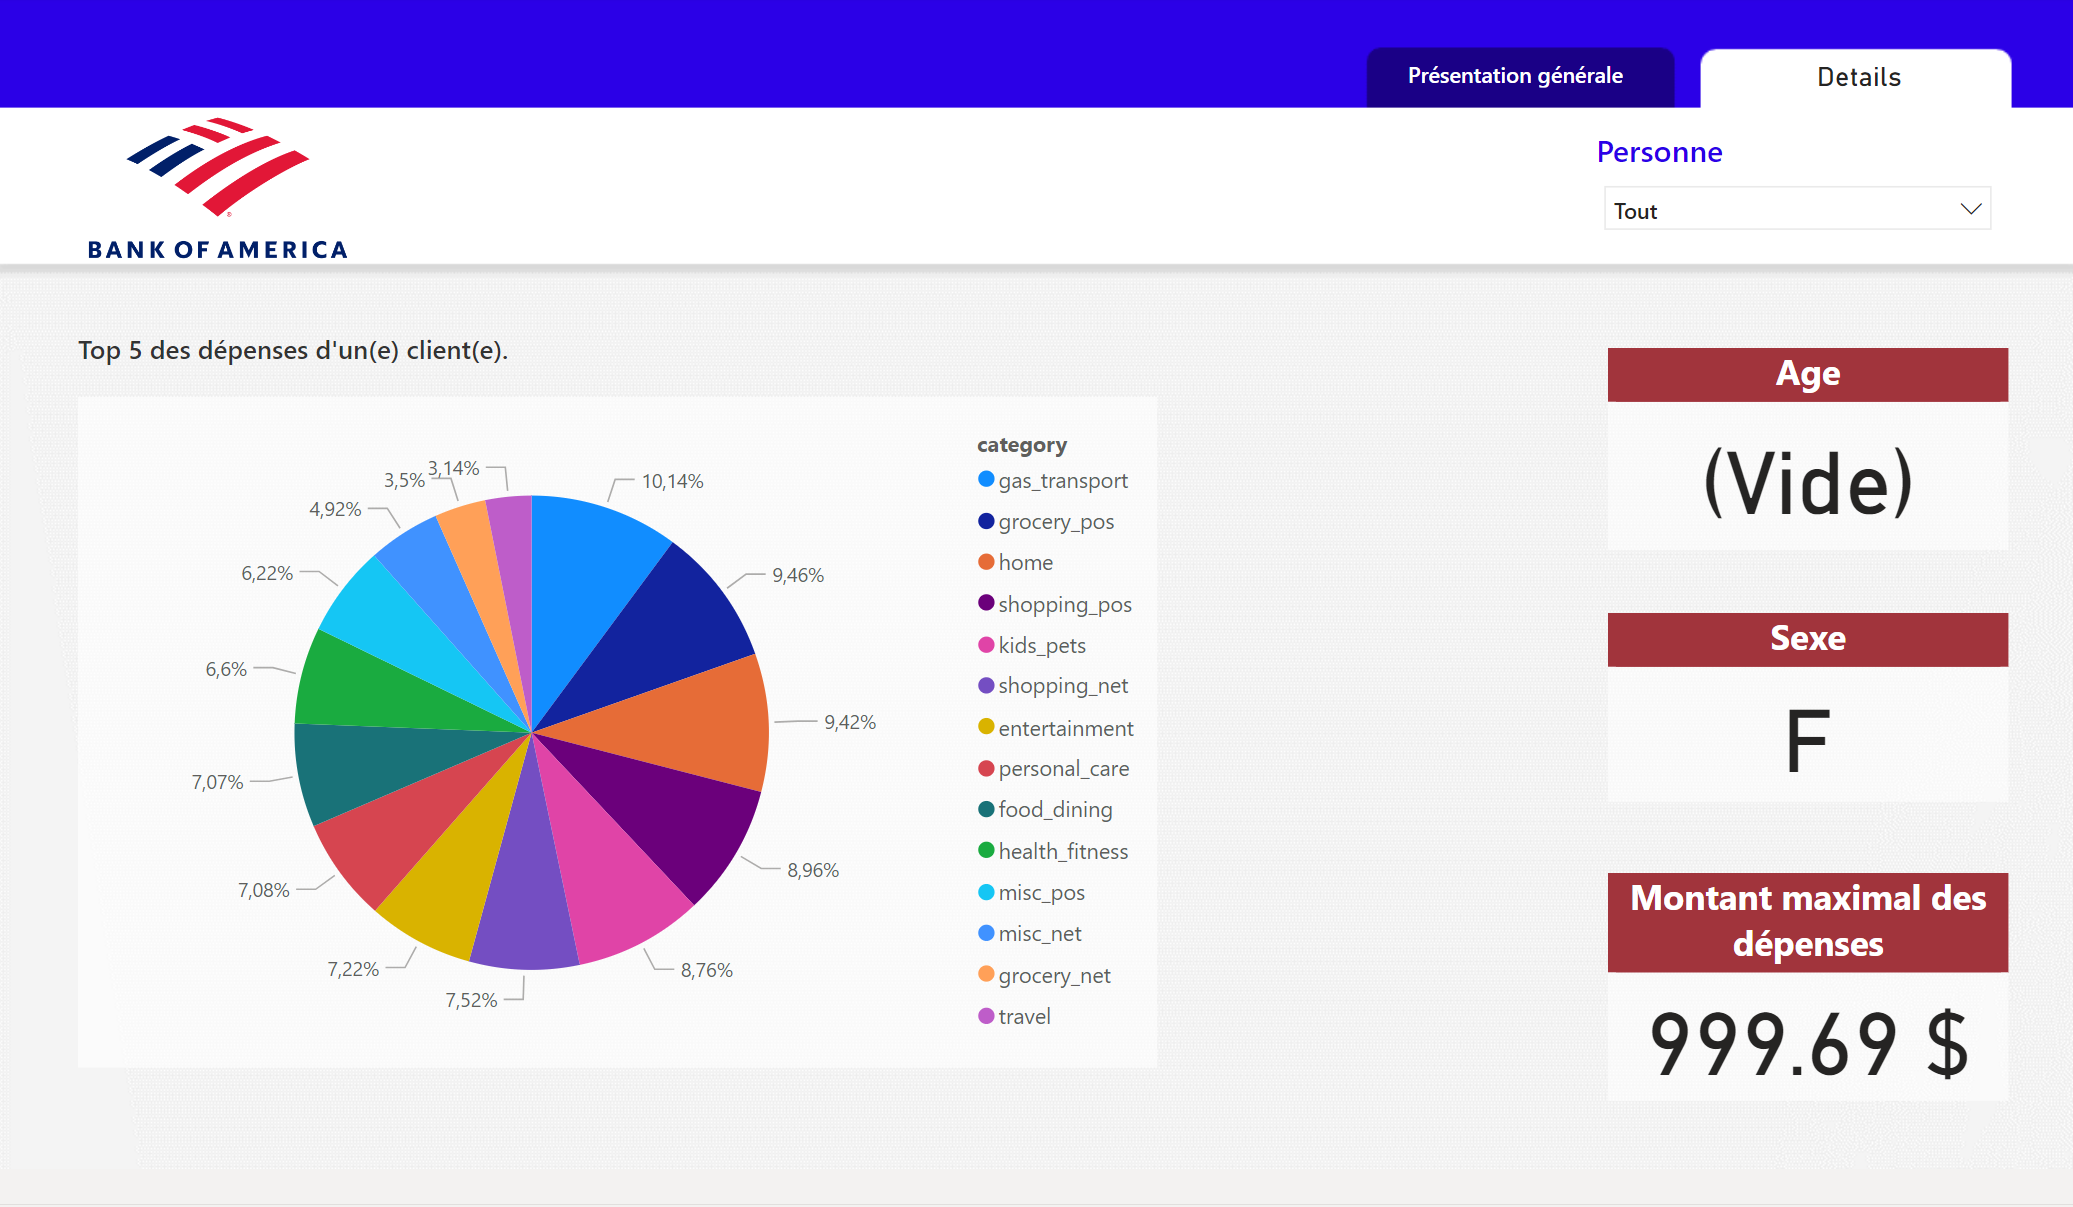 Présentation générale
Details
BANK OF AMERICA
Personne
Tout
Top 5 des dépenses d'un(e) client(e).
3,14%
3,5%
10,14%
4,92%
9,46%
6,22%
6,6%
9,42%
7,07%
8,96%
7,08%
7,22%
8,76%
7,52%
category
gas_transport
grocery_pos
home
shopping_pos
kids_pets
shopping_net
entertainment
personal_care
food_dining
health_fitness
misc_pos
misc_net
grocery_net
travel
Age
(Vide)
Sexe
F
Montant maximal des
dépenses
999.69 $